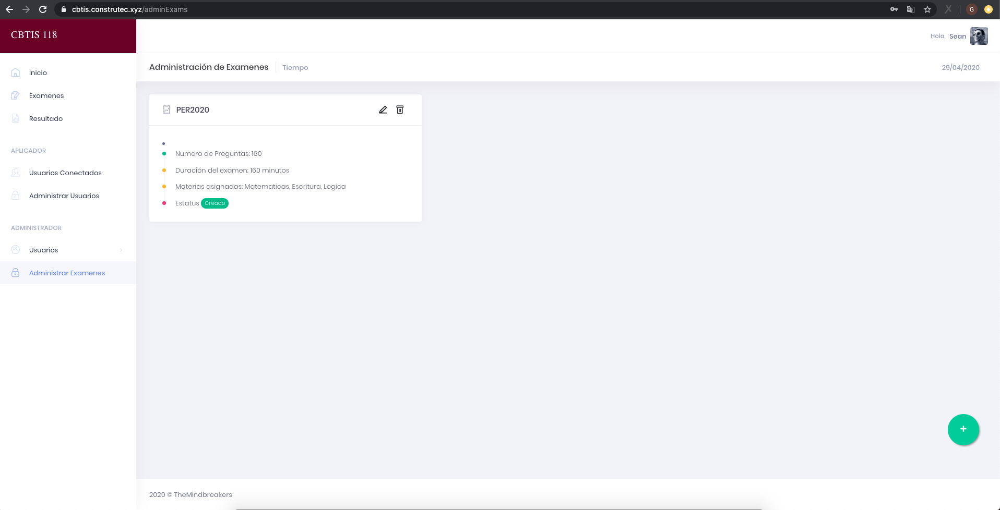 cbtis.construtec.xyz/adminExams
G
CBTIS 118
Hola, Sean
Administración de Examenes
Tiempo
29/04/2020
Inicio
Examenes
Resultado
APLICADOR
Usuarios Conectados
Administrar Usuarios
ADMINISTRADOR
Usuarios
Administrar Examenes
PER2020
Numero de Preguntas: 160
Duración del examen: 160 minutos
Materias asignadas: Matematicas, Escritura, Logica
Estatus Creado
+
2020 © TheMindbreakers